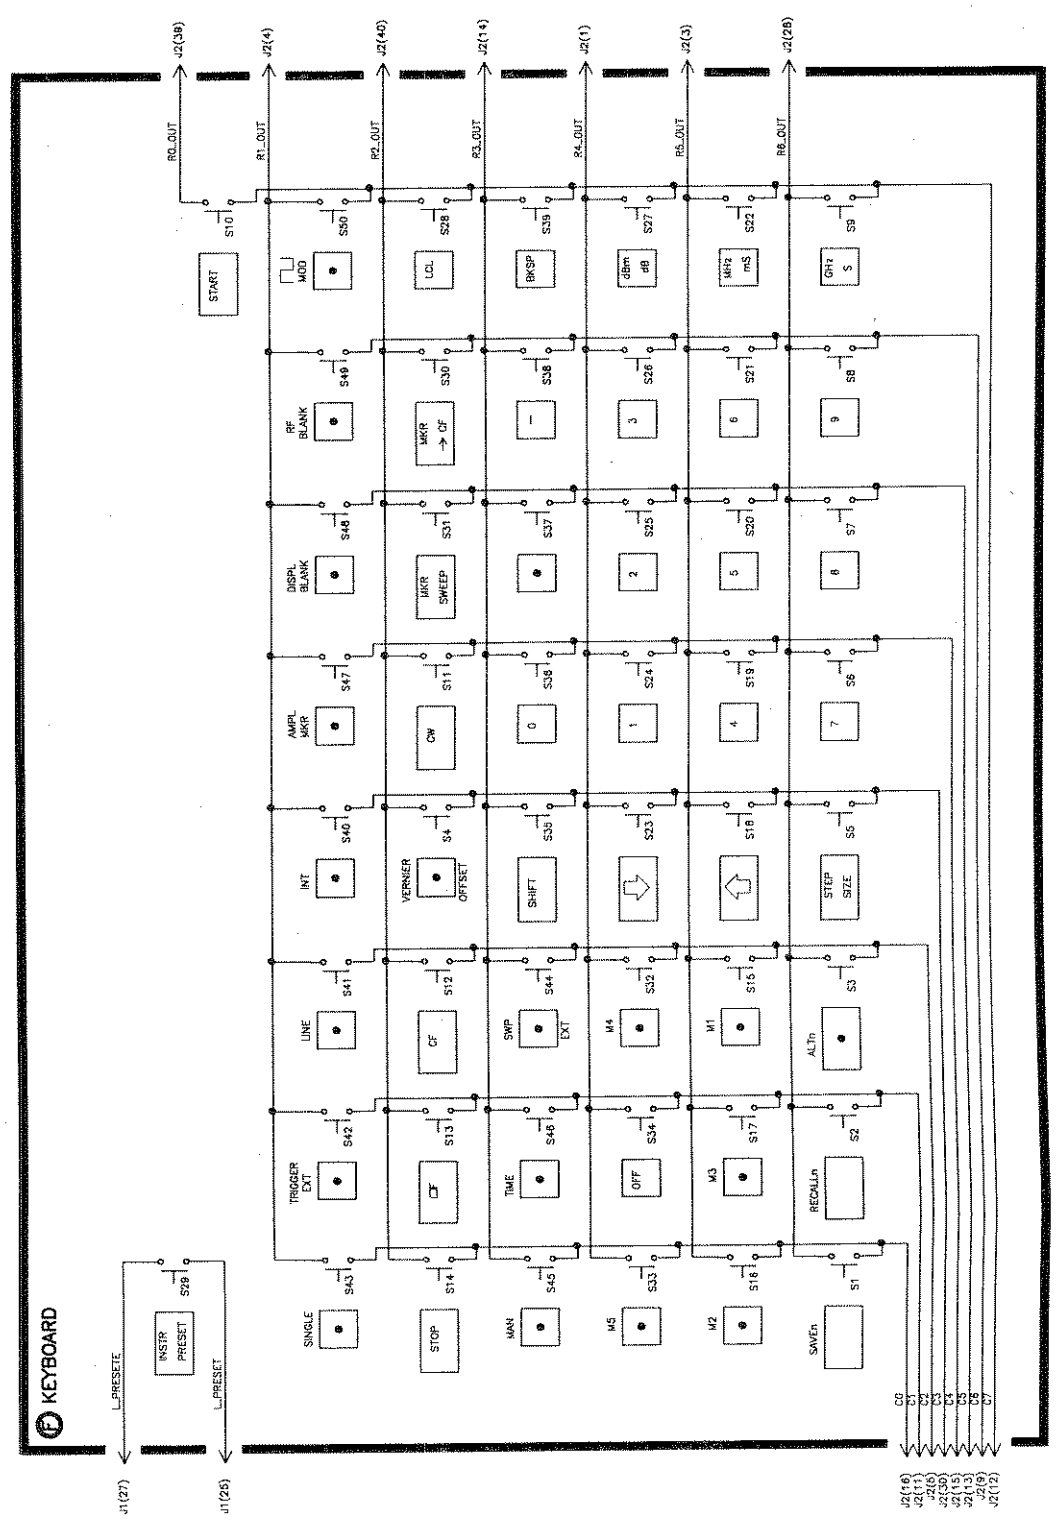 F KEYBOARD
J1(27) L_PRESETE
INSTR
PRESET
S29
J1(25) L_PRESET
START
S10
R0_OUT J2(39)
R1_OUT J2(4)
SINGLE
S43
TRIGGER
EXT
S42
LINE
S41
INT
S40
AMPL
MKR
S47
DISPL
BLANK
S48
RF
BLANK
S49
MOD
S50
R2_OUT J2(40)
STOP
S14
S13
CF
S12
VERNIER
OFFSET
S4
CW
S11
MKR
SWEEP
S31
MKR
→ CF
S30
LCL
S28
R3_OUT J2(14)
MAN
S45
TIME
S46
SWP
EXT
S44
SHIFT
S35
0
S36
S37
–
S38
BKSP
S39
R4_OUT J2(1)
M5
S33
OFF
S34
M4
S32
S23
1
S24
2
S25
3
S26
dBm
dB
S27
R5_OUT J2(3)
M2
S16
M3
S17
M1
S15
S18
4
S19
5
S20
6
S21
MHz
mS
S22
R6_OUT J2(28)
SAVEn
S1
RECALLn
S2
ALTn
S3
STEP
SIZE
S5
7
S6
8
S7
9
S8
GHz
S
S9
J2(16) C0
J2(11) C1
J2(5) C2
J2(30) C3
J2(15) C4
J2(13) C5
J2(9) C6
J2(12) C7